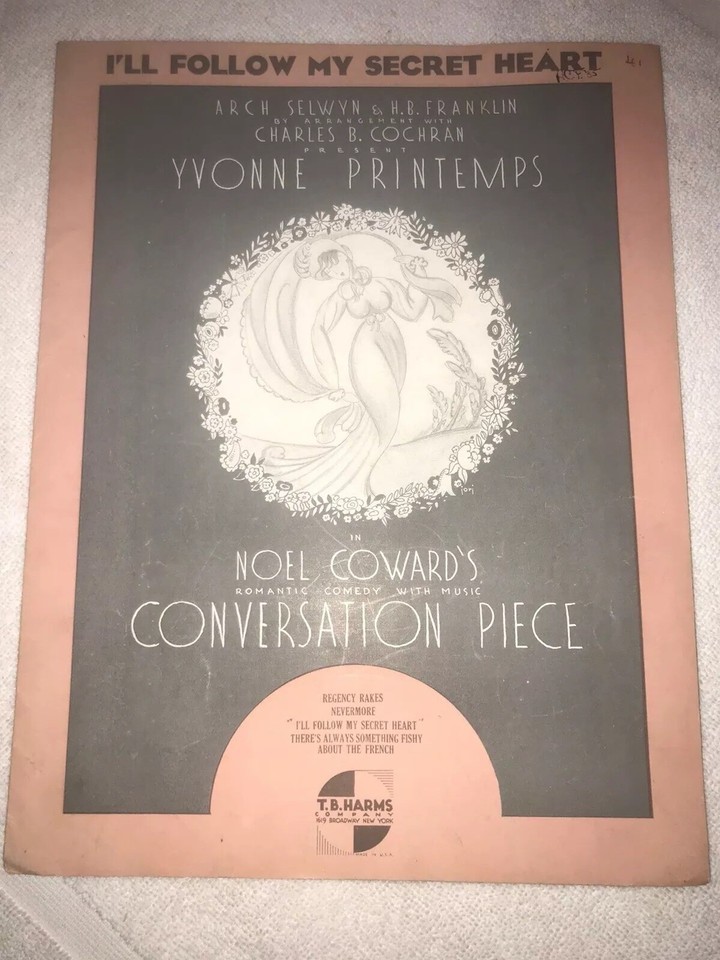 I'LL FOLLOW MY SECRET HEART
ARCH SELWYN & H.B. FRANKLIN
BY ARRANGEMENT WITH
CHARLES B. COCHRAN
PRESENT
YVONNE PRINTEMPS
IN
NOEL COWARD'S
ROMANTIC COMEDY WITH MUSIC
CONVERSATION PIECE
REGENCY RAKES
NEVERMORE
"I'LL FOLLOW MY SECRET HEART"
THERE'S ALWAYS SOMETHING FISHY
ABOUT THE FRENCH
T.B. HARMS
COMPANY
1619 BROADWAY NEW YORK
MADE IN U.S.A.